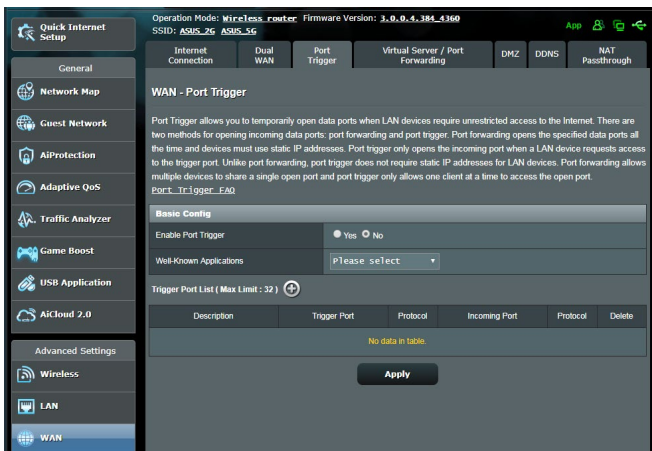 Quick Internet
Setup
Operation Mode: Wireless router Firmware Version: 3.0.0.4.384_4360
SSID: ASUS_2G ASUS_5G
App
General
Network Map
Guest Network
AiProtection
Adaptive QoS
Traffic Analyzer
Game Boost
USB Application
AiCloud 2.0
Advanced Settings
Wireless
LAN
WAN
Internet
Connection
Dual
WAN
Port
Trigger
Virtual Server / Port
Forwarding
DMZ
DDNS
NAT
Passthrough
WAN - Port Trigger
Port Trigger allows you to temporarily open data ports when LAN devices require unrestricted access to the Internet. There are
two methods for opening incoming data ports: port forwarding and port trigger. Port forwarding opens the specified data ports all
the time and devices must use static IP addresses. Port trigger only opens the incoming port when a LAN device requests access
to the trigger port. Unlike port forwarding, port trigger does not require static IP addresses for LAN devices. Port forwarding allows
multiple devices to share a single open port and port trigger only allows one client at a time to access the open port.
Port Trigger FAQ
Basic Config
Enable Port Trigger Yes No
Well-Known Applications Please select
Trigger Port List ( Max Limit : 32 )
Description Trigger Port Protocol Incoming Port Protocol Delete
No data in table.
Apply